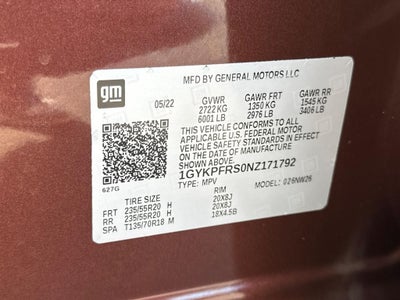 gm
MFD BY GENERAL MOTORS LLC
05/22 GVWR GAWR FRT GAWR RR
2722 KG 1350 KG 1545 KG
6001 LB 2976 LB 3406 LB
THIS VEHICLE CONFORMS TO ALL
APPLICABLE U.S. FEDERAL MOTOR
VEHICLE SAFETY STANDARDS IN EFFECT
ON THE DATE OF MANUFACTURE
SHOWN ABOVE.
1GYKPFRS0NZ171792
627G TYPE: MPV MODEL: 026NW26
TIRE SIZE RIM
FRT 235/55R20 H 20X8J
RR 235/55R20 H 20X8J
SPA T135/70R18 M 18X4.5B